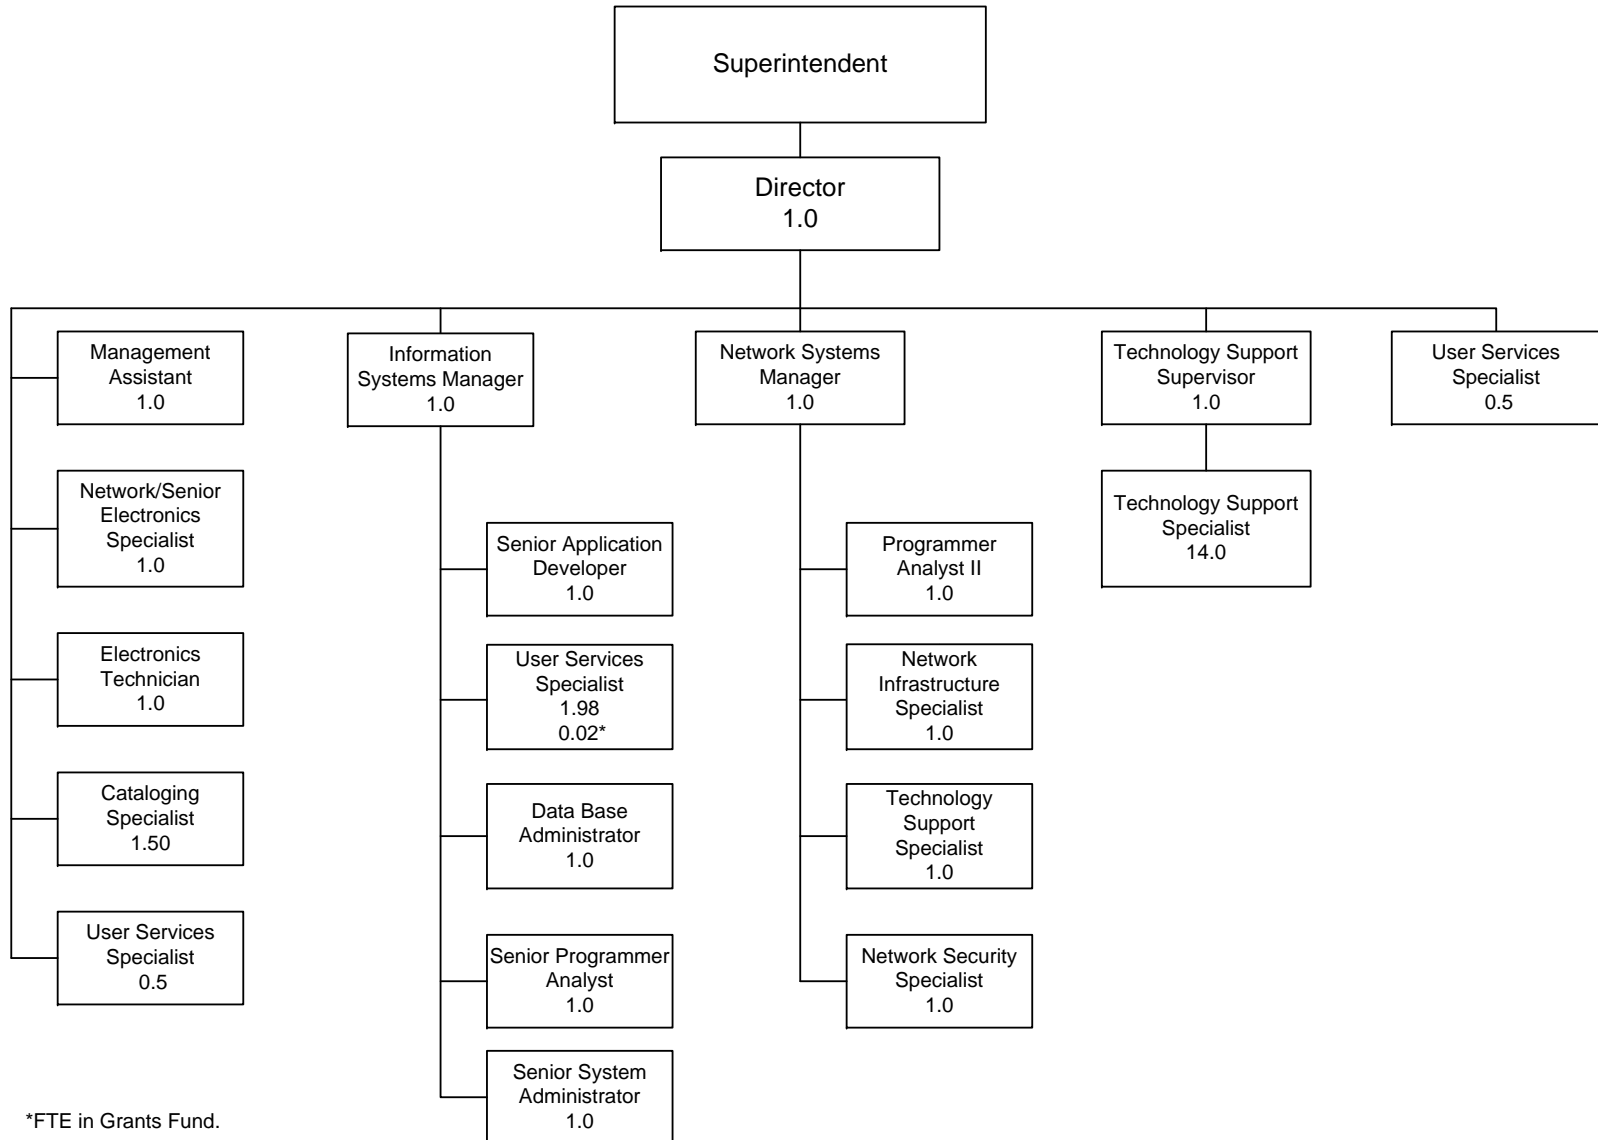 Superintendent
Director
1.0
Management
Assistant
1.0
Network/Senior
Electronics
Specialist
1.0
Electronics
Technician
1.0
Cataloging
Specialist
1.50
User Services
Specialist
0.5
Information
Systems Manager
1.0
Senior Application
Developer
1.0
User Services
Specialist
1.98
0.02*
Data Base
Administrator
1.0
Senior Programmer
Analyst
1.0
Senior System
Administrator
1.0
Network Systems
Manager
1.0
Programmer
Analyst II
1.0
Network
Infrastructure
Specialist
1.0
Technology
Support
Specialist
1.0
Network Security
Specialist
1.0
Technology Support
Supervisor
1.0
Technology Support
Specialist
14.0
User Services
Specialist
0.5
*FTE in Grants Fund.